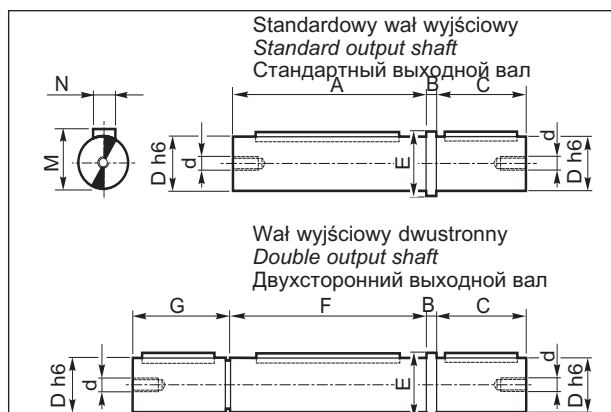 Standardowy wał wyjściowy
Standard output shaft
Стандартный выходной вал
N
A
B
C
M
D h6
d
E
d
D h6
Wał wyjściowy dwustronny
Double output shaft
Двухсторонний выходной вал
G
F
B
C
D h6
d
E
d
D h6